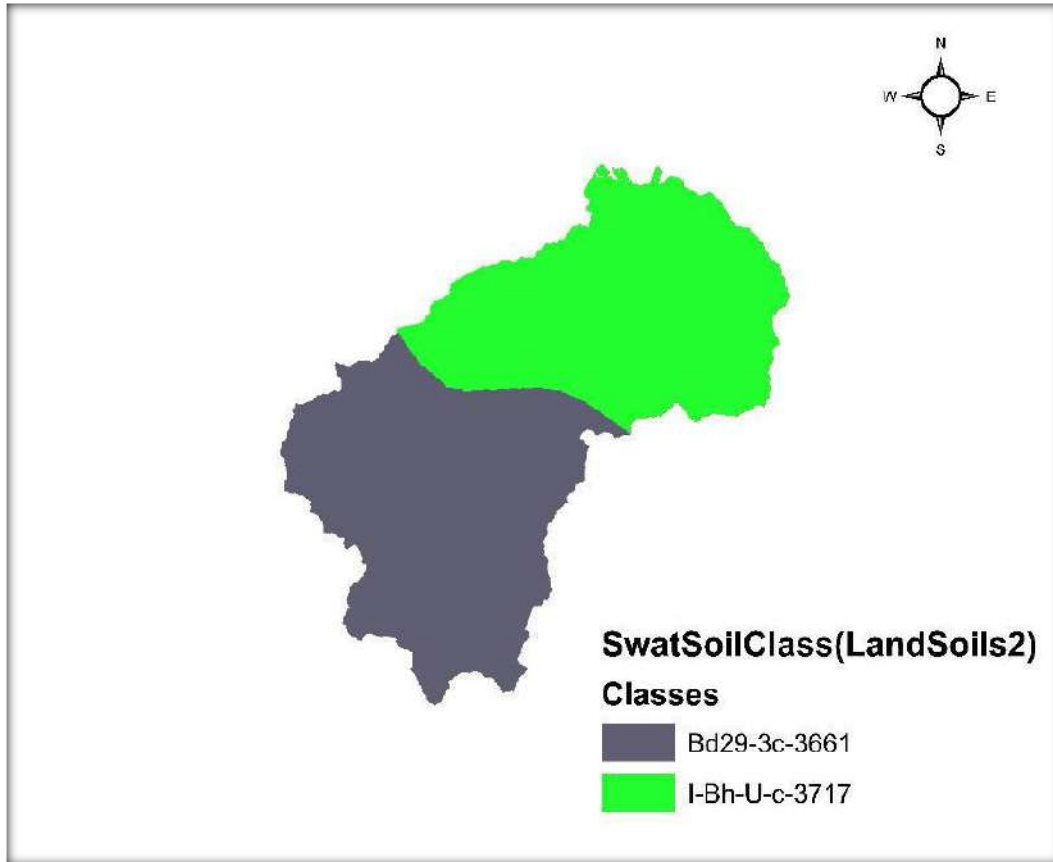 N
W E
S
SwatSoilClass(LandSoils2)
Classes
Bd29-3c-3661
I-Bh-U-c-3717